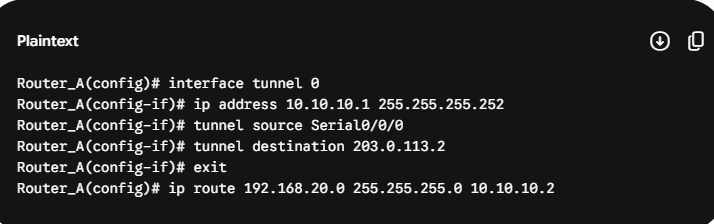 Plaintext
Router_A(config)# interface tunnel 0
Router_A(config-if)# ip address 10.10.10.1 255.255.255.252
Router_A(config-if)# tunnel source Serial0/0/0
Router_A(config-if)# tunnel destination 203.0.113.2
Router_A(config-if)# exit
Router_A(config)# ip route 192.168.20.0 255.255.255.0 10.10.10.2